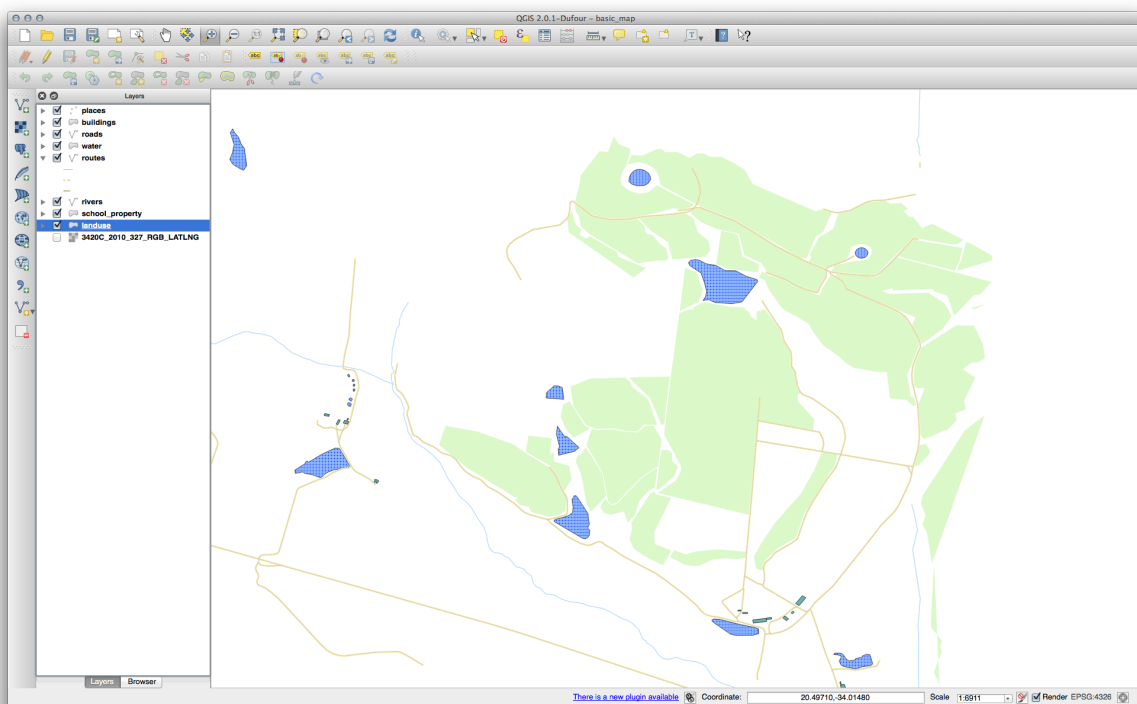 QGIS 2.0.1-Dufour - basic_map
Layers
places
buildings
roads
water
routes
rivers
school_property
landuse
3420C_2010_327_RGB_LATLNG
Layers Browser
There is a new plugin available Coordinate: 20.49710,-34.01480 Scale 1:6911 Render EPSG:4326